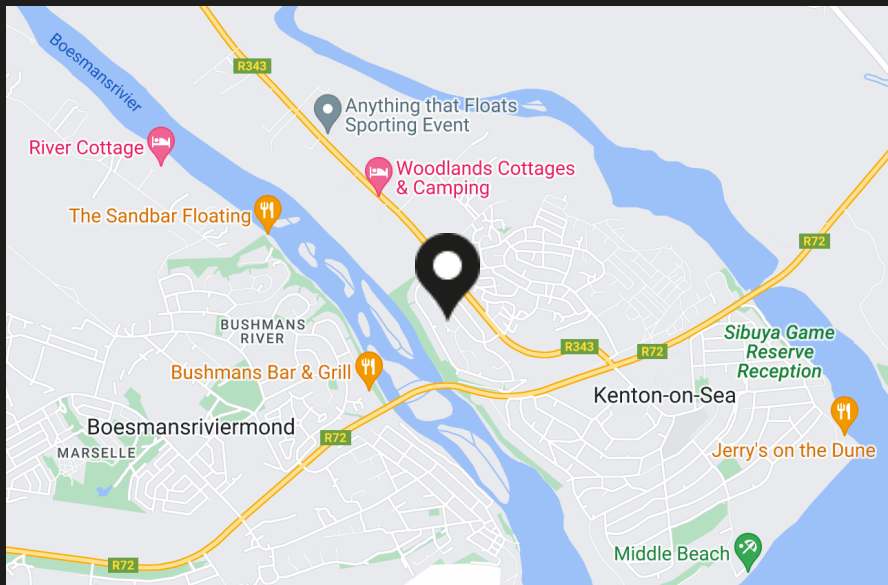 Boesmansrivier
R343
Anything that Floats
Sporting Event
River Cottage
Woodlands Cottages
& Camping
The Sandbar Floating
R72
BUSHMANS
RIVER
Sibuya Game
Reserve
Reception
R343
R72
Bushmans Bar & Grill
Kenton-on-Sea
Boesmansriviermond
R72
MARSELLE
Jerry's on the Dune
Middle Beach
R72